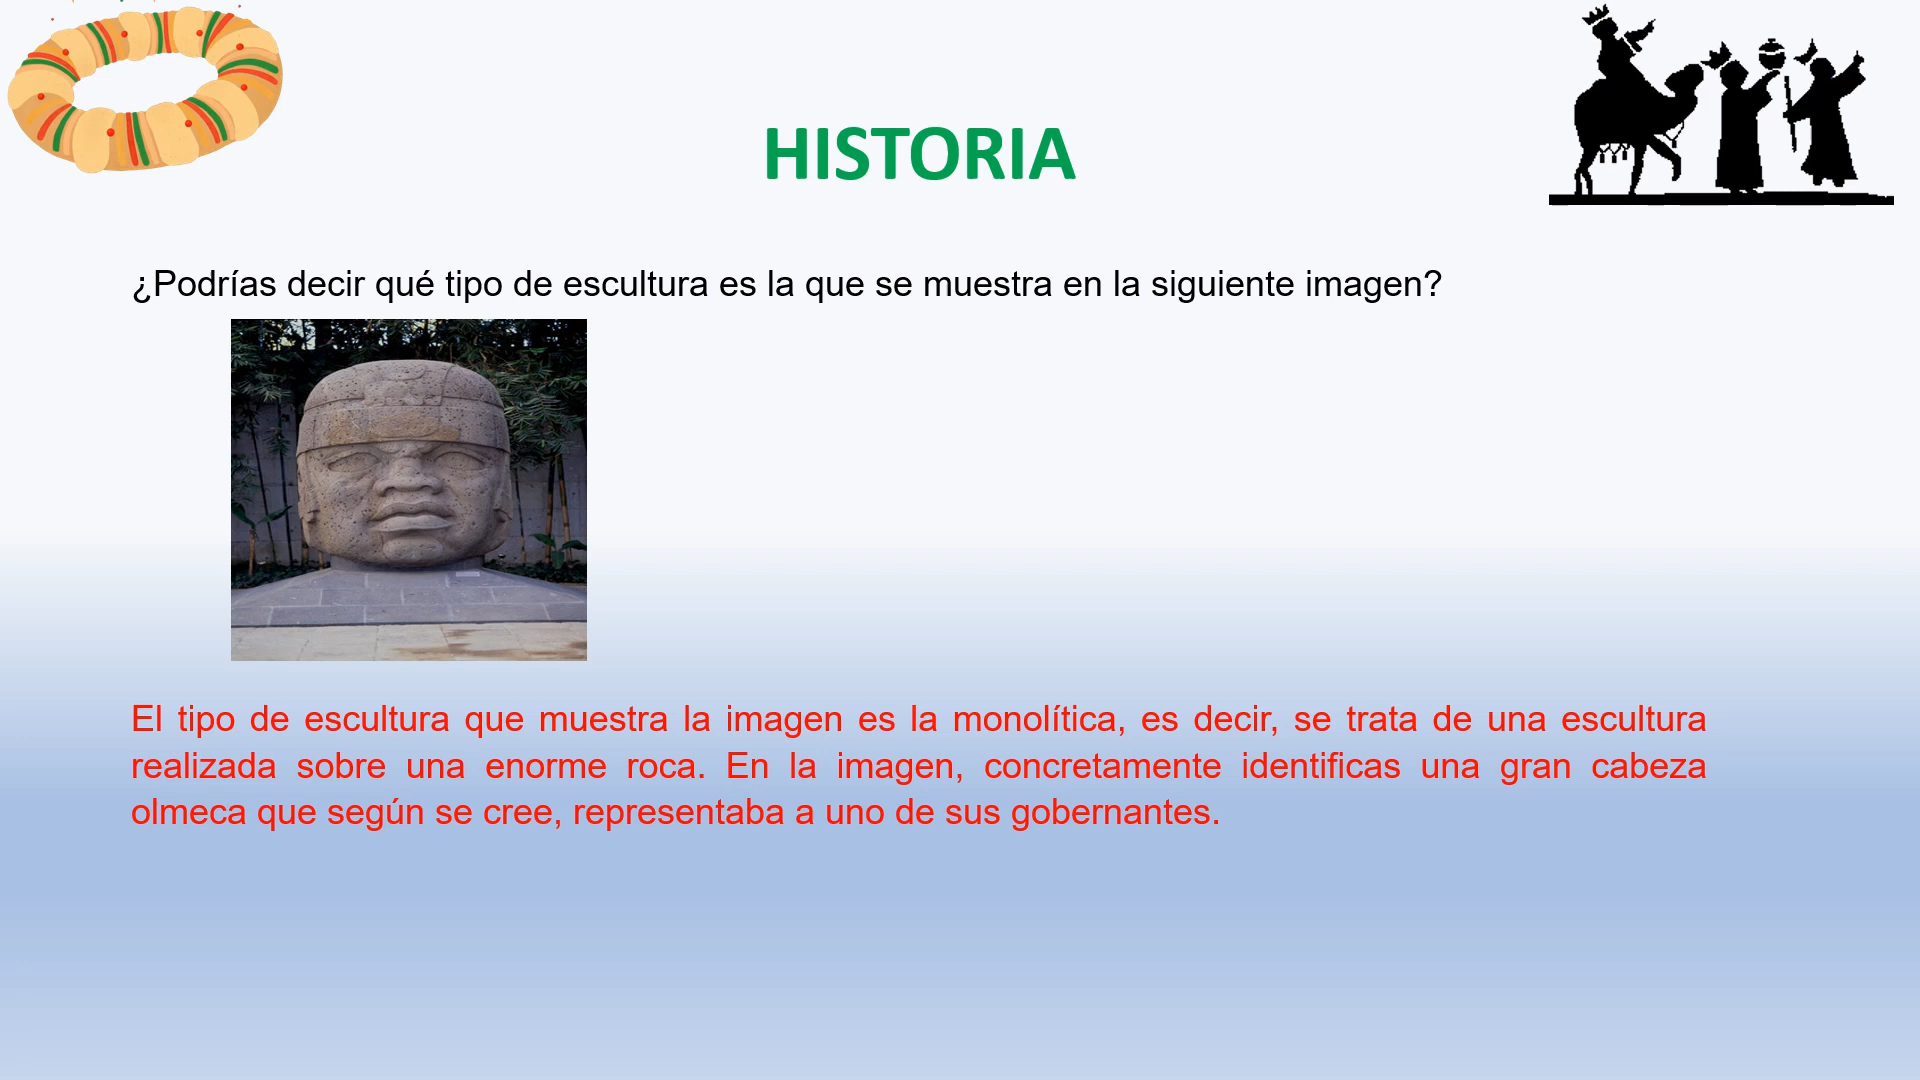 HISTORIA
¿Podrías decir qué tipo de escultura es la que se muestra en la siguiente imagen?
El tipo de escultura que muestra la imagen es la monolítica, es decir, se trata de una escultura
realizada sobre una enorme roca. En la imagen, concretamente identificas una gran cabeza
olmeca que según se cree, representaba a uno de sus gobernantes.